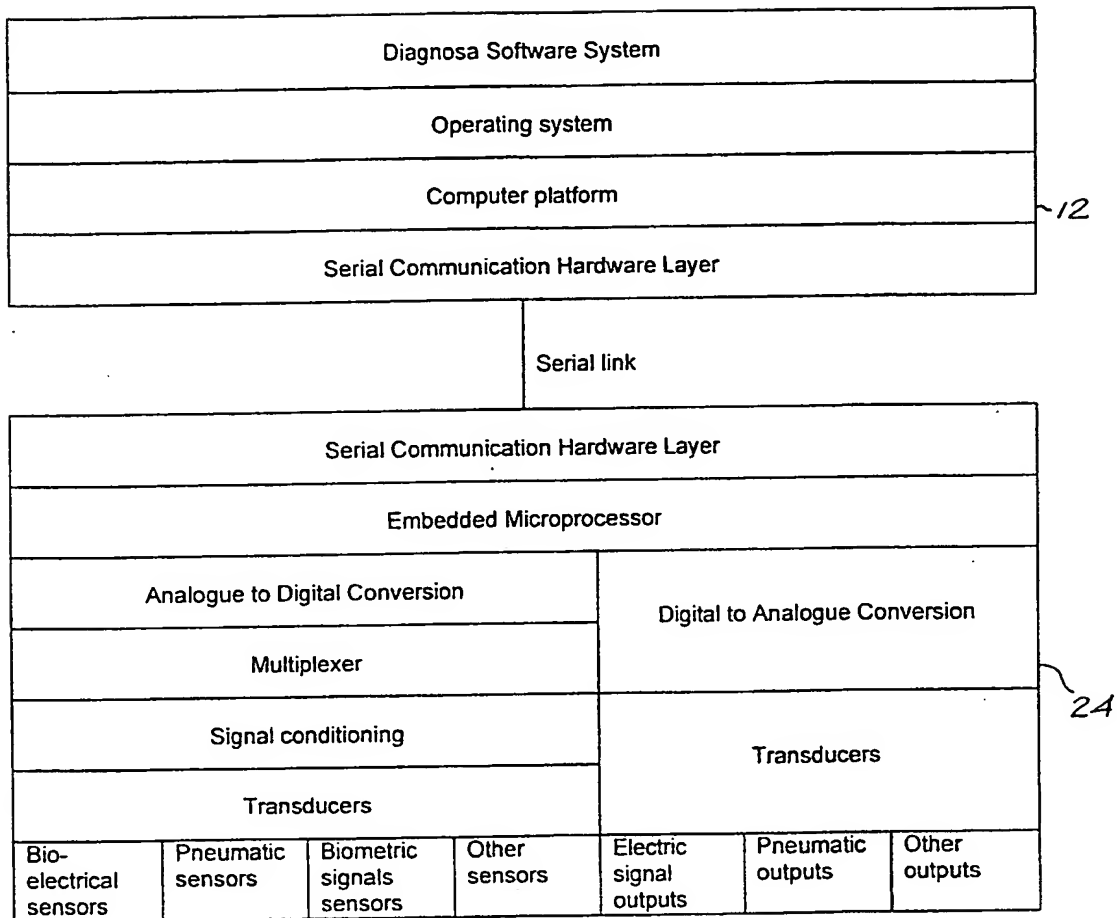 Diagnosa Software System
Operating system
Computer platform
12
Serial Communication Hardware Layer
Serial link
Serial Communication Hardware Layer
Embedded Microprocessor
Analogue to Digital Conversion
Digital to Analogue Conversion
Multiplexer
24
Signal conditioning
Transducers
Transducers
Bio-
electrical
sensors
Pneumatic
sensors
Biometric
signals
sensors
Other
sensors
Electric
signal
outputs
Pneumatic
outputs
Other
outputs